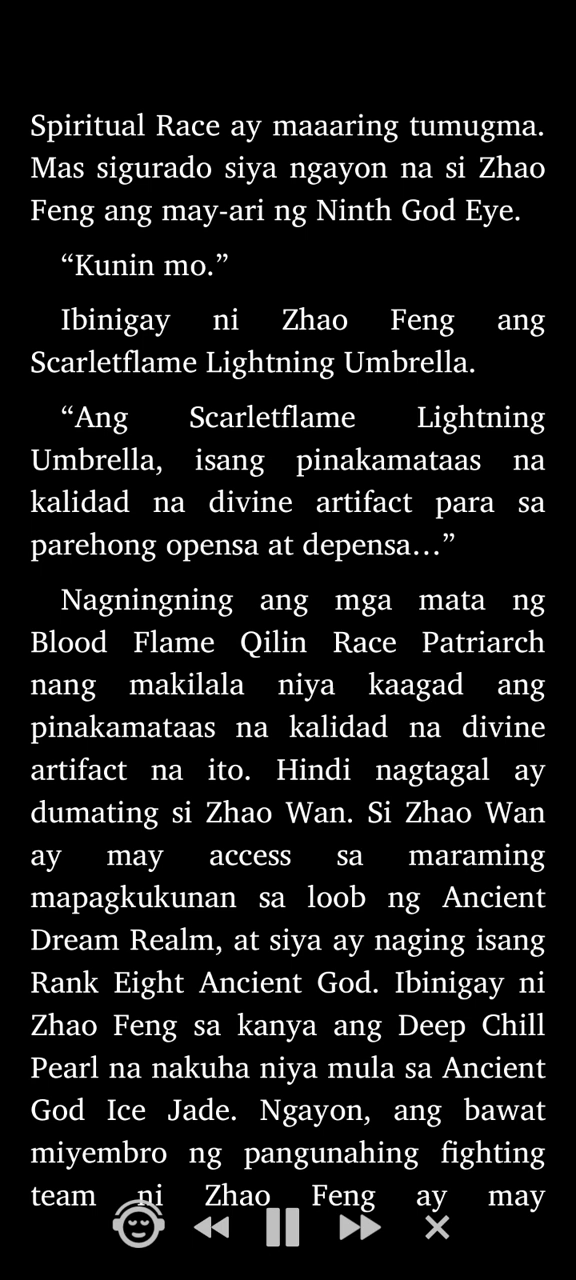 Spiritual Race ay maaaring tumugma.
Mas sigurado siya ngayon na si Zhao
Feng ang may-ari ng Ninth God Eye.
“Kunin mo.”
Ibinigay ni Zhao Feng ang
Scarletflame Lightning Umbrella.
“Ang Scarletflame Lightning
Umbrella, isang pinakamataas na
kalidad na divine artifact para sa
parehong opensa at depensa…”
Nagningning ang mga mata ng
Blood Flame Qilin Race Patriarch
nang makilala niya kaagad ang
pinakamataas na kalidad na divine
artifact na ito. Hindi nagtagal ay
dumating si Zhao Wan. Si Zhao Wan
ay may access sa maraming
mapagkukunan sa loob ng Ancient
Dream Realm, at siya ay naging isang
Rank Eight Ancient God. Ibinigay ni
Zhao Feng sa kanya ang Deep Chill
Pearl na nakuha niya mula sa Ancient
God Ice Jade. Ngayon, ang bawat
miyembro ng pangunahing fighting
team ni Zhao Feng ay may